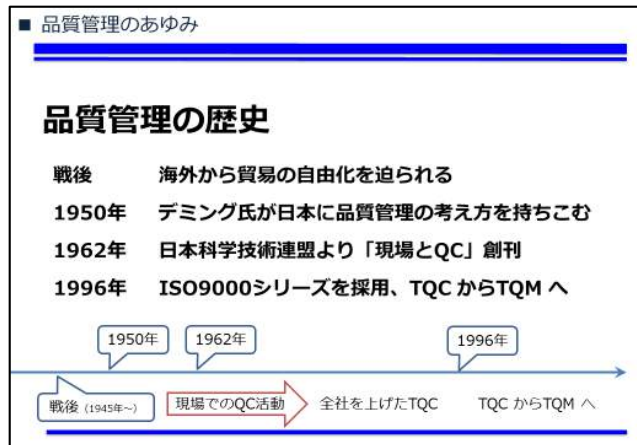 ■ 品質管理のあゆみ
品質管理の歴史
戦後 海外から貿易の自由化を迫られる
1950年 デミング氏が日本に品質管理の考え方を持ちこむ
1962年 日本科学技術連盟より「現場とQC」創刊
1996年 ISO9000シリーズを採用、TQC からTQM へ
1950年 1962年 1996年
戦後 (1945年~) 現場でのQC活動 全社を上げたTQC TQC からTQM へ